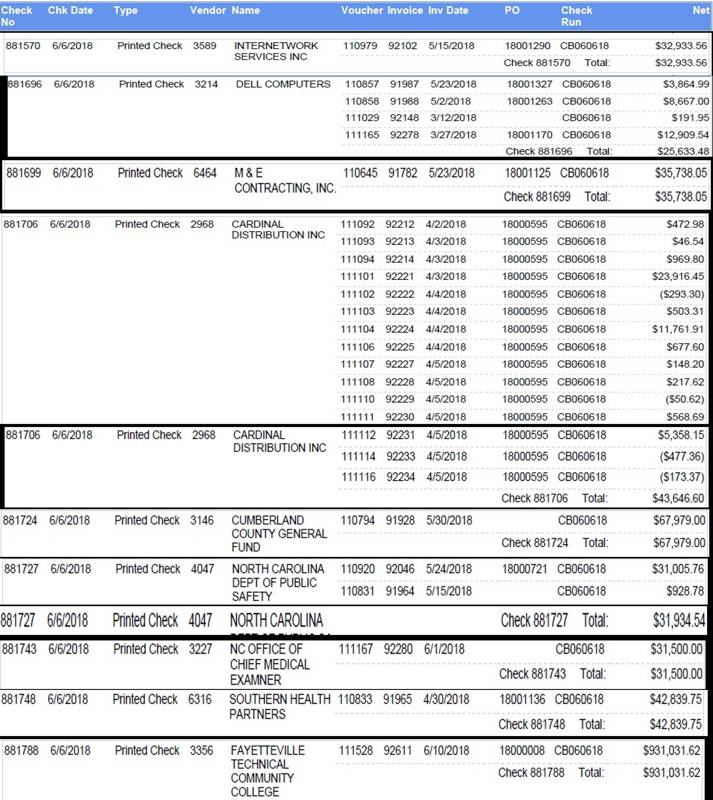 Check No Chk Date Type Vendor Name Voucher Invoice Inv Date PO Check Run Net
881570 6/6/2018 Printed Check 3589 INTERNETWORK 110979 92102 5/15/2018 18001290 CB060618 $32,933.56
SERVICES INC
Check 881570 Total: $32,933.56
881696 6/6/2018 Printed Check 3214 DELL COMPUTERS 110857 91987 5/23/2018 18001327 CB060618 $3,864.99
110858 91988 5/2/2018 18001263 CB060618 $8,667.00
111029 92148 3/12/2018 CB060618 $191.95
111165 92278 3/27/2018 18001170 CB060618 $12,909.54
Check 881696 Total: $25,633.48
881699 6/6/2018 Printed Check 6464 M & E 110645 91782 5/23/2018 18001125 CB060618 $35,738.05
CONTRACTING, INC.
Check 881699 Total: $35,738.05
881706 6/6/2018 Printed Check 2968 CARDINAL 111092 92212 4/2/2018 18000595 CB060618 $472.98
DISTRIBUTION INC
111093 92213 4/3/2018 18000595 CB060618 $46.54
111094 92214 4/3/2018 18000595 CB060618 $969.80
111101 92221 4/3/2018 18000595 CB060618 $23,916.45
111102 92222 4/4/2018 18000595 CB060618 ($293.30)
111103 92223 4/4/2018 18000595 CB060618 $503.31
111104 92224 4/4/2018 18000595 CB060618 $11,761.91
111106 92225 4/4/2018 18000595 CB060618 $677.60
111107 92227 4/5/2018 18000595 CB060618 $148.20
111108 92228 4/5/2018 18000595 CB060618 $217.62
111110 92229 4/5/2018 18000595 CB060618 ($50.62)
111111 92230 4/5/2018 18000595 CB060618 $568.69
881706 6/6/2018 Printed Check 2968 CARDINAL 111112 92231 4/5/2018 18000595 CB060618 $5,358.15
DISTRIBUTION INC
111114 92233 4/5/2018 18000595 CB060618 ($477.36)
111116 92234 4/5/2018 18000595 CB060618 ($173.37)
Check 881706 Total: $43,646.60
881724 6/6/2018 Printed Check 3146 CUMBERLAND 110794 91928 5/30/2018 CB060618 $67,979.00
COUNTY GENERAL
FUND
Check 881724 Total: $67,979.00
881727 6/6/2018 Printed Check 4047 NORTH CAROLINA 110920 92046 5/24/2018 18000721 CB060618 $31,005.76
DEPT OF PUBLIC
SAFETY
110831 91964 5/15/2018 CB060618 $928.78
881727 6/6/2018 Printed Check 4047 NORTH CAROLINA Check 881727 Total: $31,934.54
881743 6/6/2018 Printed Check 3227 NC OFFICE OF 111167 92280 6/1/2018 CB060618 $31,500.00
CHIEF MEDICAL
EXAMNER
Check 881743 Total: $31,500.00
881748 6/6/2018 Printed Check 6316 SOUTHERN HEALTH 110833 91965 4/30/2018 18001136 CB060618 $42,839.75
PARTNERS
Check 881748 Total: $42,839.75
881788 6/6/2018 Printed Check 3356 FAYETTEVILLE 111528 92611 6/10/2018 18000008 CB060618 $931,031.62
TECHNICAL
COMMUNITY
COLLEGE
Check 881788 Total: $931,031.62